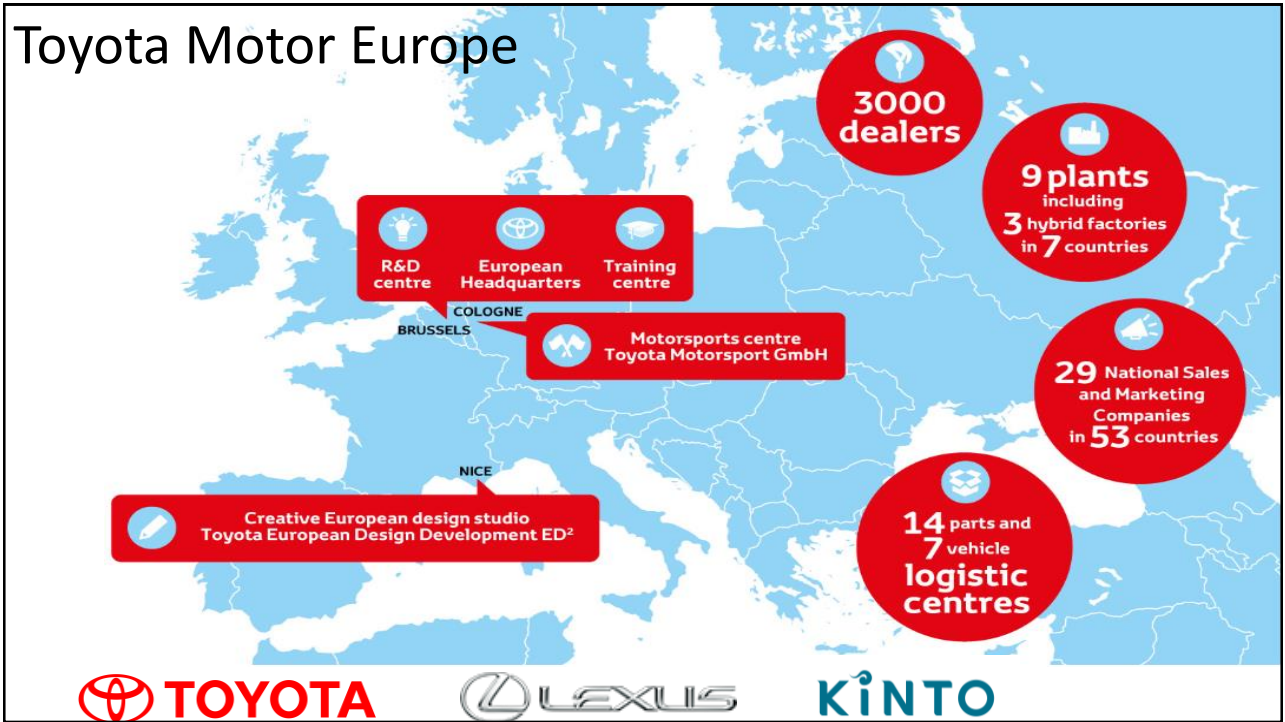 Toyota Motor Europe
3000
dealers
9 plants
including
3 hybrid factories
in 7 countries
R&D
centre
European
Headquarters
Training
centre
COLOGNE
BRUSSELS
Motorsports centre
Toyota Motorsport GmbH
29 National Sales
and Marketing
Companies
in 53 countries
NICE
Creative European design studio
Toyota European Design Development ED²
14 parts and
7 vehicle
logistic
centres
TOYOTA
LEXUS
KINTO